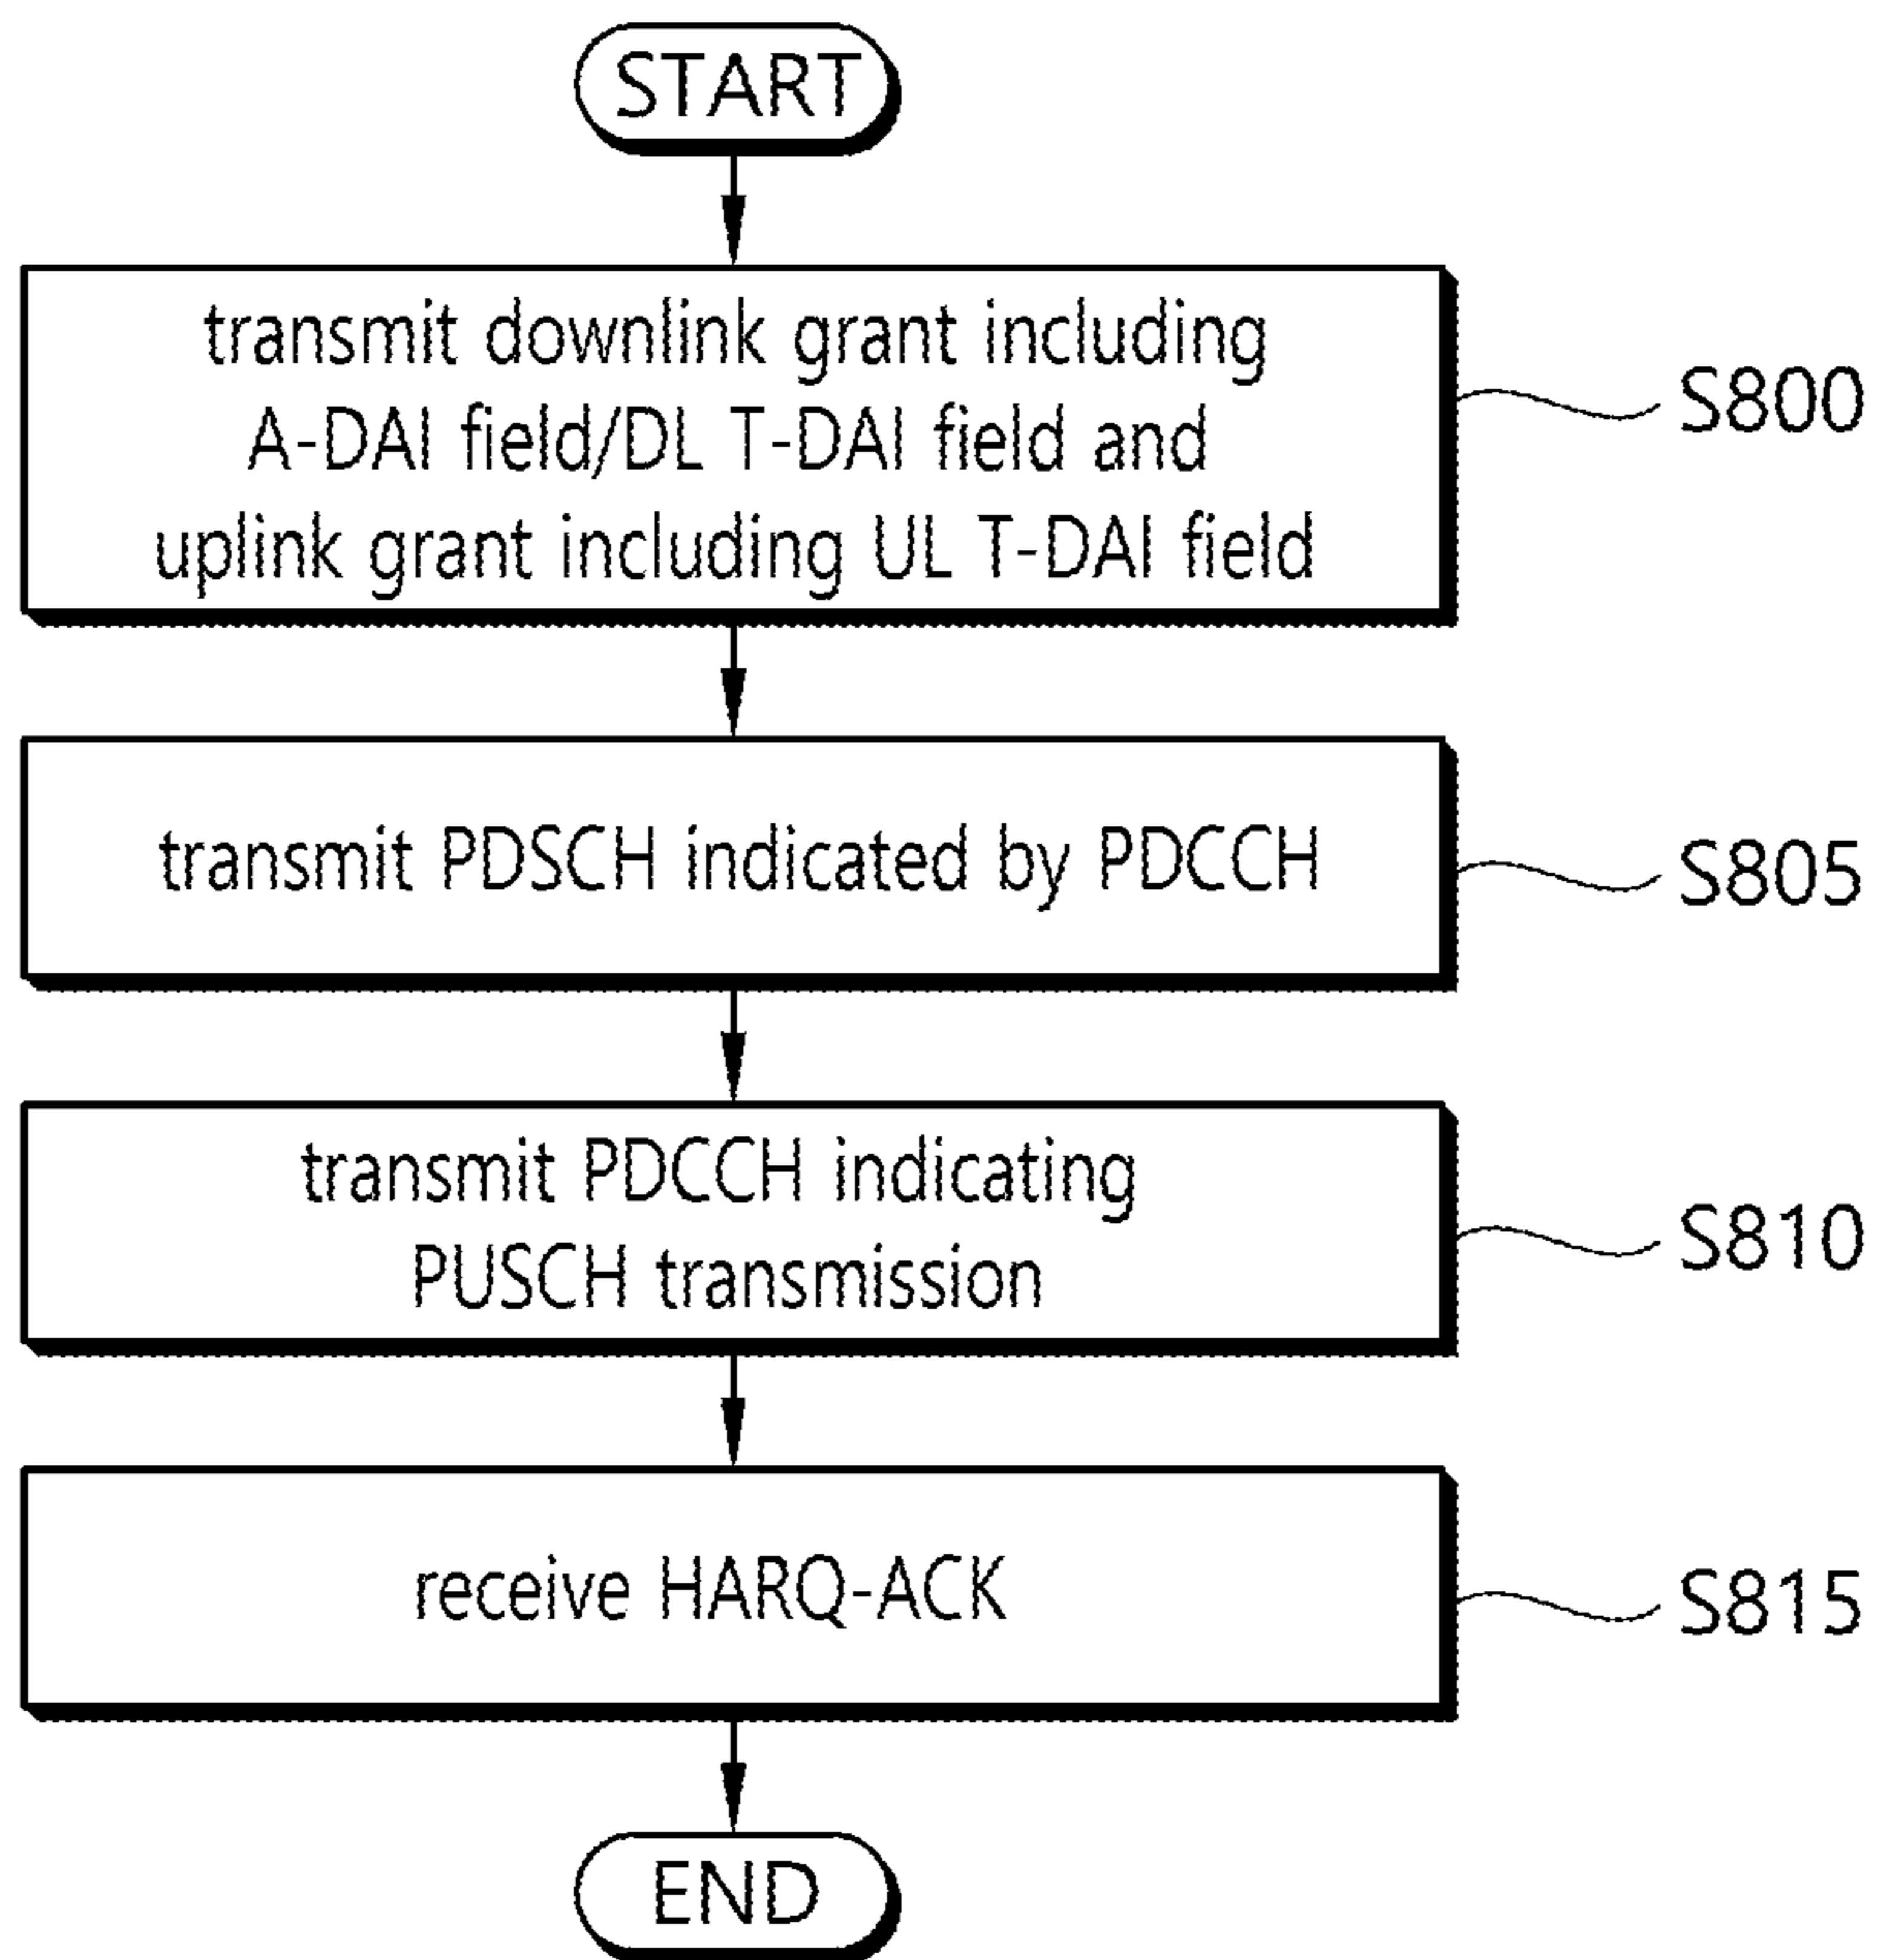 START
transmit downlink grant including
A-DAI field/DL T-DAI field and
uplink grant including UL T-DAI field
S800
transmit PDSCH indicated by PDCCH
S805
transmit PDCCH indicating
PUSCH transmission
S810
receive HARQ-ACK
S815
END